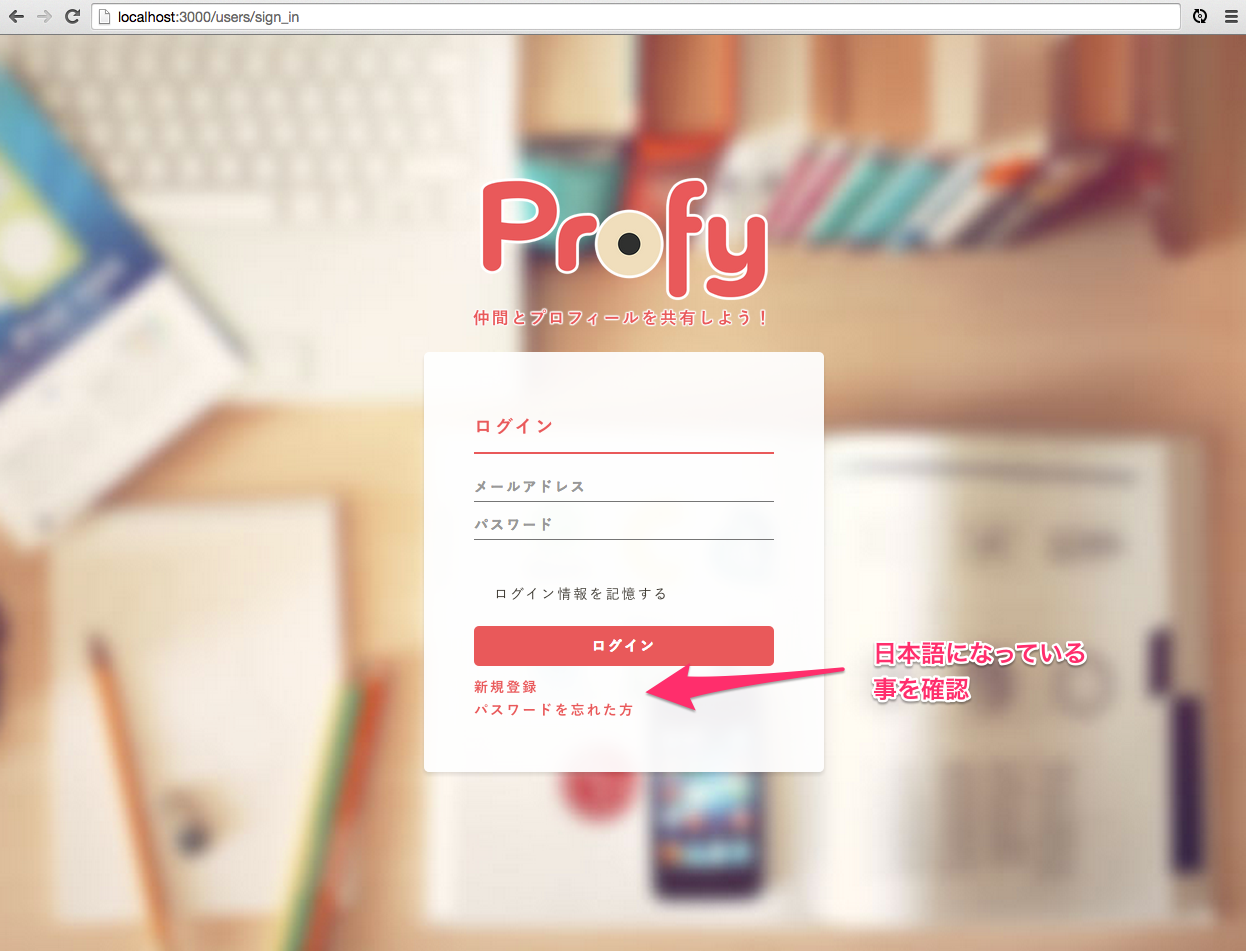 localhost:3000/users/sign_in
Profy
仲間とプロフィールを共有しよう！
ログイン
メールアドレス
パスワード
ログイン情報を記憶する
ログイン
新規登録
パスワードを忘れた方
日本語になっている
事を確認